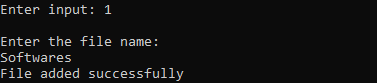 Enter input: 1
Enter the file name:
Softwares
File added successfully